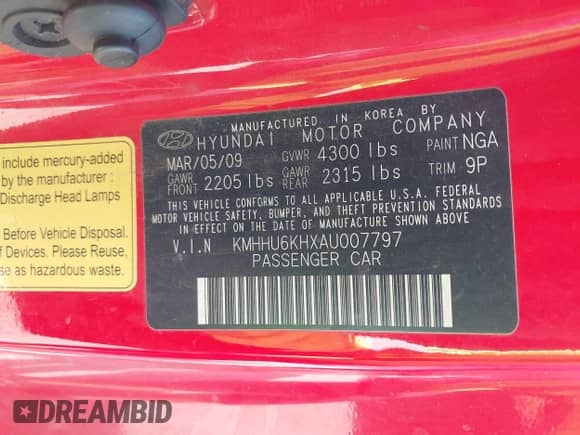 MANUFACTURED IN KOREA BY
HYUNDAI MOTOR COMPANY
MAR/05/09 GVWR 4300 lbs PAINT NGA
GAWR FRONT 2205 lbs GAWR REAR 2315 lbs TRIM 9P
THIS VEHICLE CONFORMS TO ALL APPLICABLE U.S.A. FEDERAL
MOTOR VEHICLE SAFETY, BUMPER, AND THEFT PREVENTION STANDARDS
IN EFFECT ON THE DATE OF MANUFACTURE SHOWN ABOVE.
V.I.N KMHHU6KHXAU007797
PASSENGER CAR
include mercury-added
by the manufacturer :
Discharge Head Lamps
Before Vehicle Disposal.
of Devices. Please Reuse,
se as hazardous waste.
DREAMBID